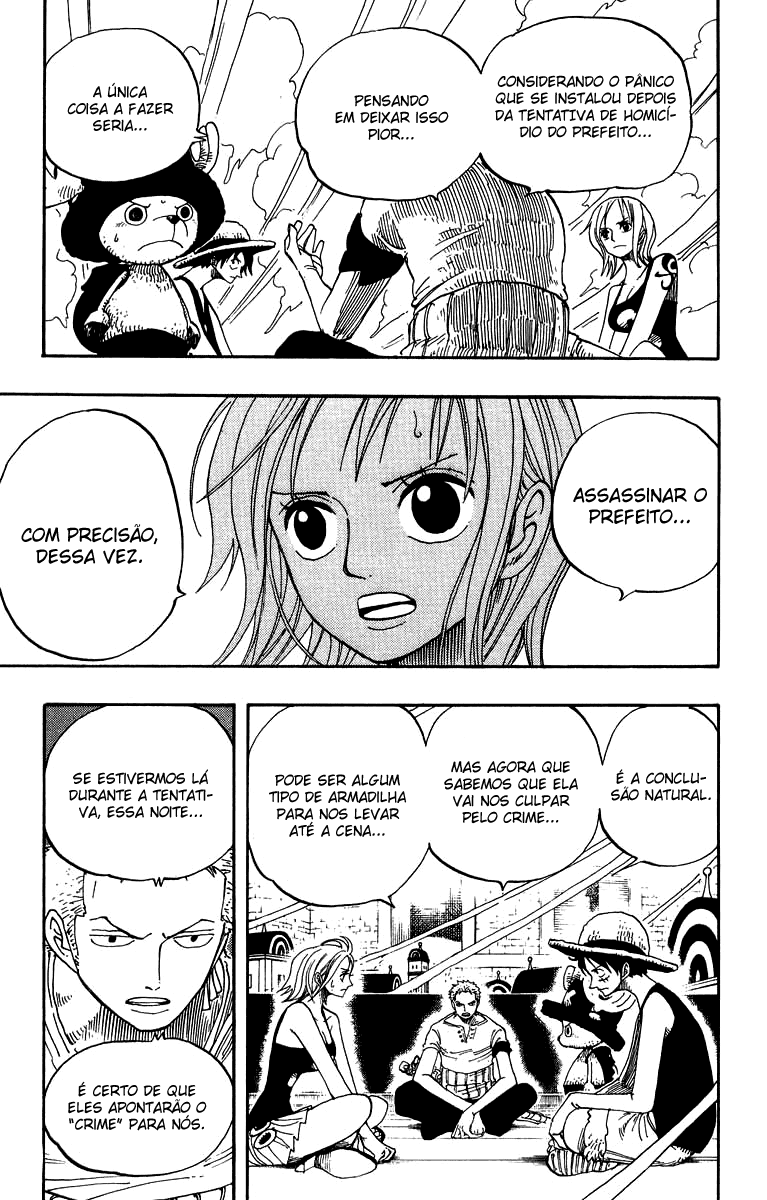 CONSIDERANDO O PÂNICO
QUE SE INSTALOU DEPOIS
DA TENTATIVA DE HOMICÍ-
DIO DO PREFEITO...
PENSANDO
EM DEIXAR ISSO
PIOR...
A ÚNICA
COISA A FAZER
SERIA...
ASSASSINAR O
PREFEITO...
COM PRECISÃO,
DESSA VEZ.
É A CONCLU-
SÃO NATURAL.
MAS AGORA QUE
SABEMOS QUE ELA
VAI NOS CULPAR
PELO CRIME...
PODE SER ALGUM
TIPO DE ARMADILHA
PARA NOS LEVAR
ATÉ A CENA...
SE ESTIVERMOS LÁ
DURANTE A TENTATI-
VA, ESSA NOITE...
É CERTO DE QUE
ELES APONTARÃO O
"CRIME" PARA NÓS.